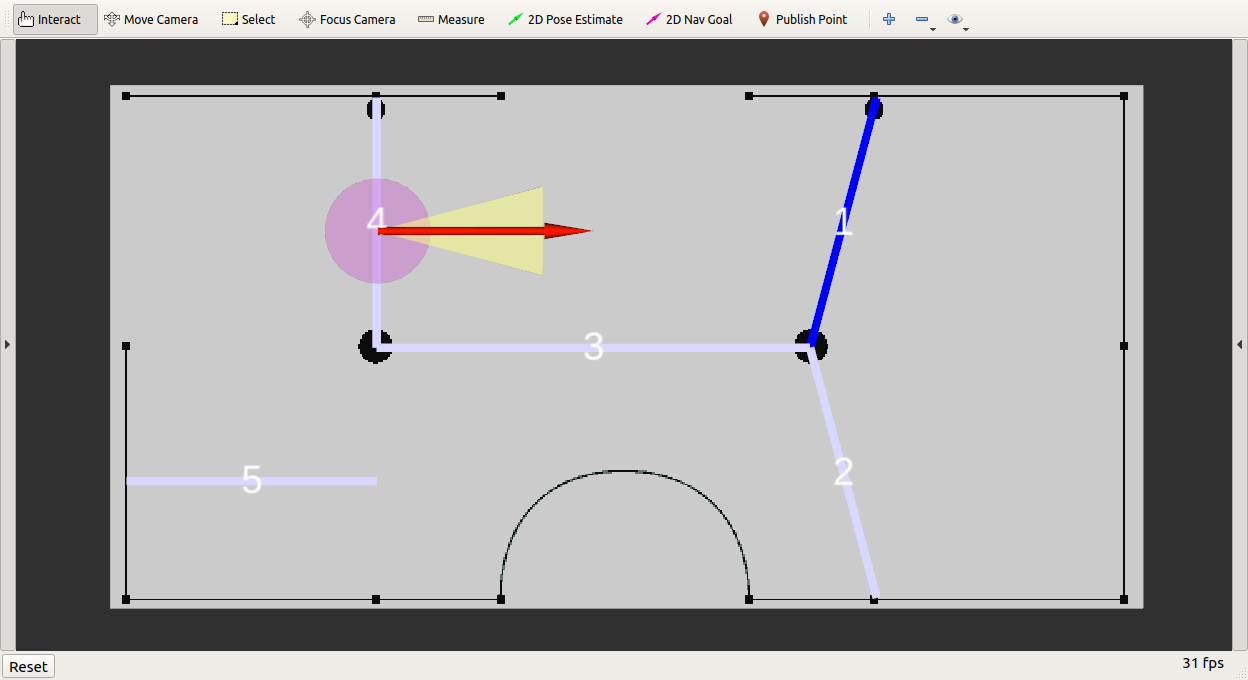 Interact Move Camera Select Focus Camera Measure 2D Pose Estimate 2D Nav Goal Publish Point
4 1
3
5 2
Reset 31 fps